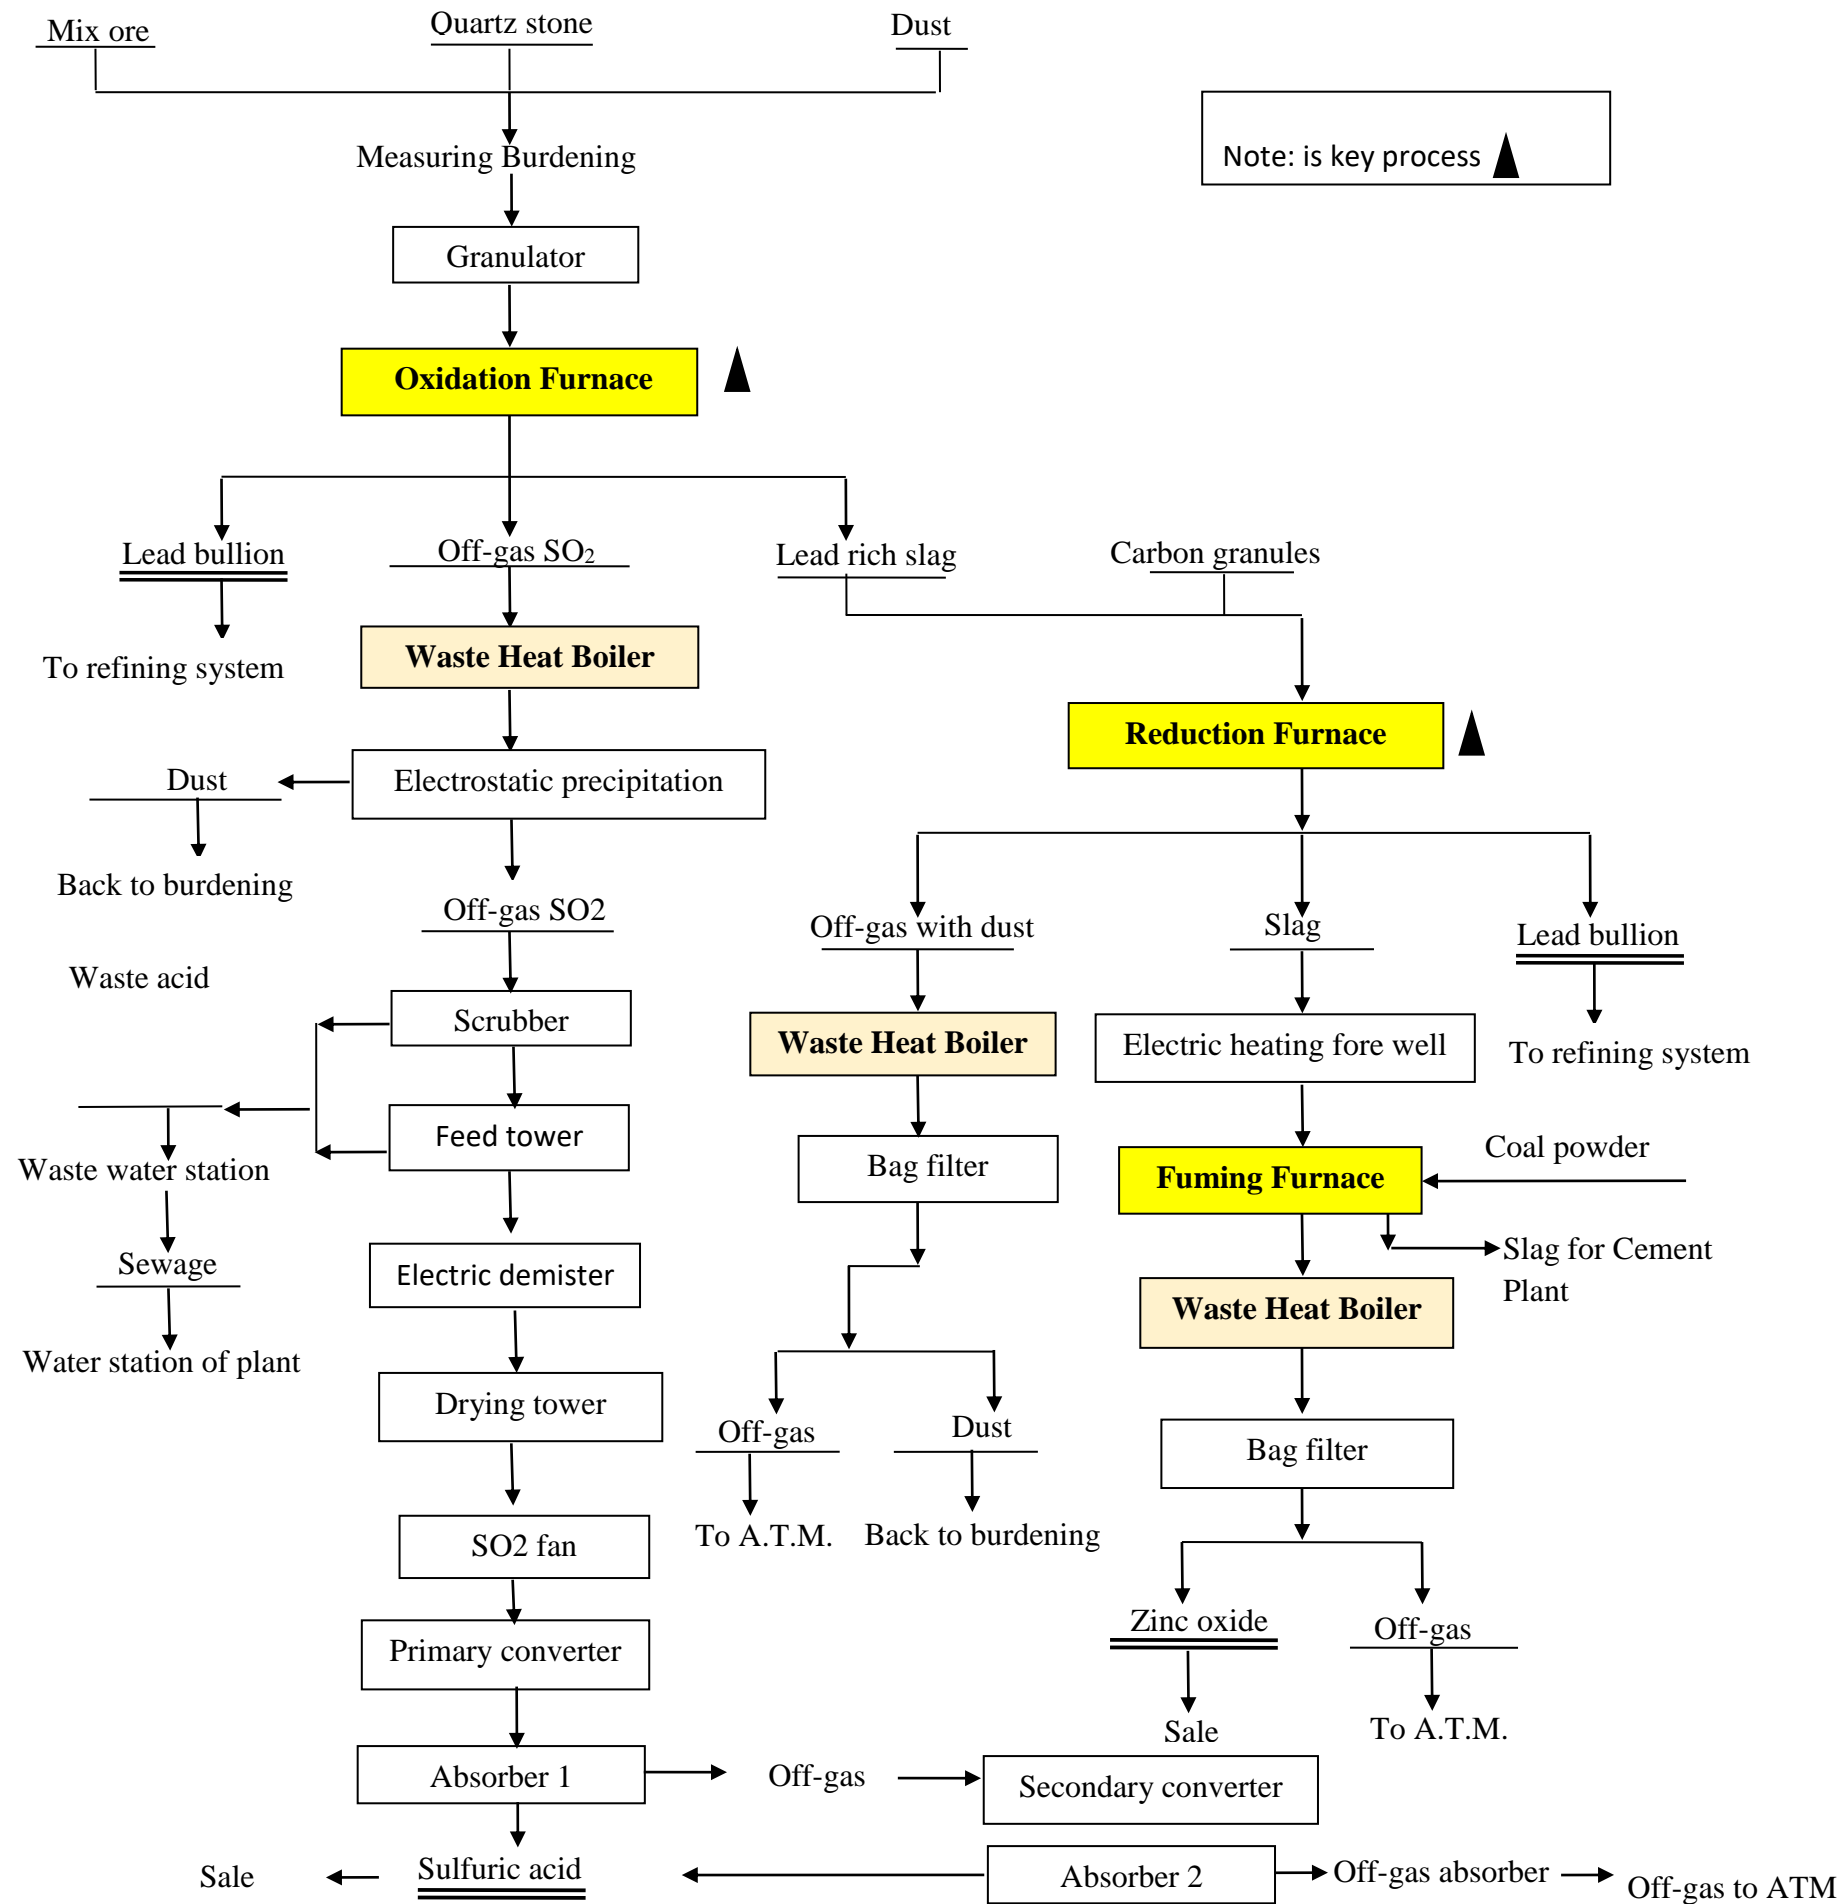 Mix ore
Quartz stone
Dust
Note: is key process
Measuring Burdening
Granulator
Oxidation Furnace
Lead bullion
Off-gas SO₂
Lead rich slag
Carbon granules
To refining system
Waste Heat Boiler
Reduction Furnace
Dust
Electrostatic precipitation
Back to burdening
Off-gas SO2
Off-gas with dust
Slag
Lead bullion
Waste acid
Scrubber
Waste Heat Boiler
Electric heating fore well
To refining system
Feed tower
Bag filter
Coal powder
Waste water station
Fuming Furnace
Slag for Cement
Plant
Sewage
Electric demister
Waste Heat Boiler
Water station of plant
Drying tower
Off-gas
Dust
Bag filter
SO2 fan
To A.T.M.
Back to burdening
Zinc oxide
Off-gas
Primary converter
Sale
To A.T.M.
Absorber 1
Off-gas
Secondary converter
Sale
Sulfuric acid
Absorber 2
Off-gas absorber
Off-gas to ATM